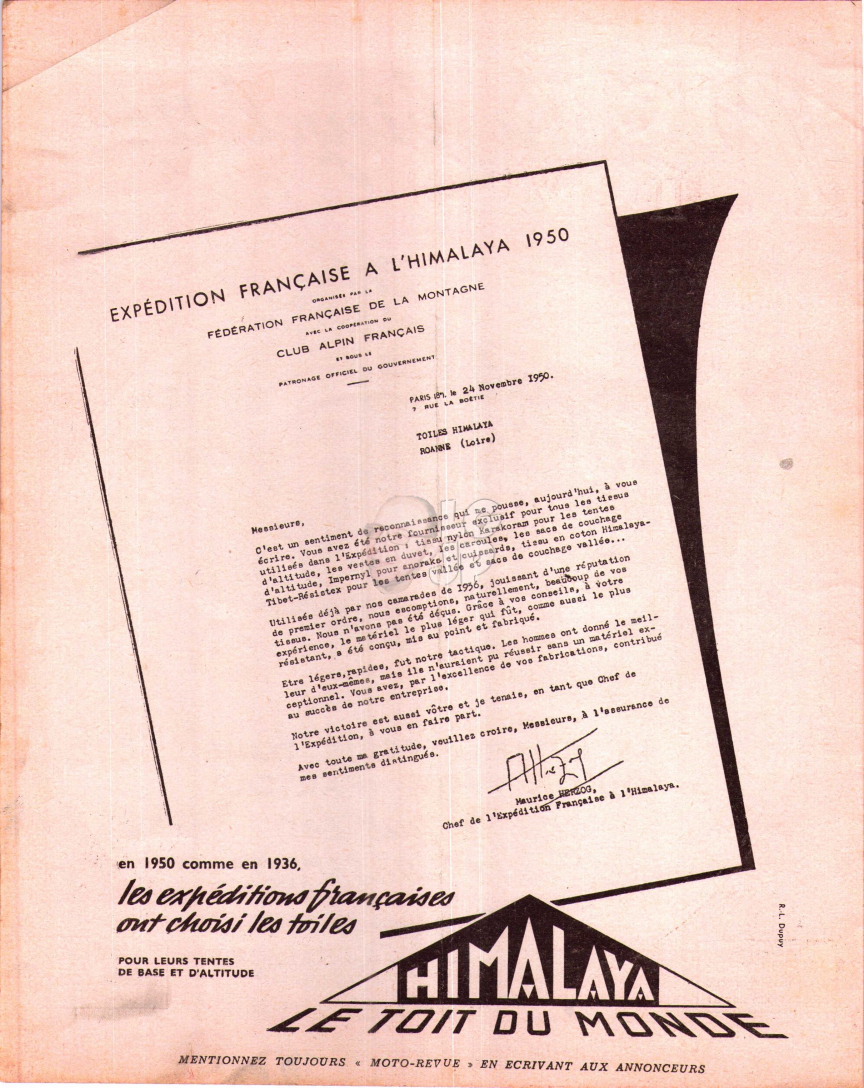 EXPÉDITION FRANÇAISE A L'HIMALAYA 1950
ORGANISÉE PAR LA
FÉDÉRATION FRANÇAISE DE LA MONTAGNE
AVEC LA COOPÉRATION DU
CLUB ALPIN FRANÇAIS
ET SOUS LE
PATRONAGE OFFICIEL DU GOUVERNEMENT
PARIS (8e), le 24 Novembre 1950.
7 RUE LA BOÉTIE
TOILES HIMALAYA
ROANNE (Loire)
Messieurs,
C'est un sentiment de reconnaissance qui me pousse, aujourd'hui, à vous
écrire. Vous avez été notre fournisseur exclusif pour tous les tissus
utilisés dans l'Expédition : tissu nylon Karakoram pour les tentes
d'altitude, les vestes en duvet, les cagoules, les sacs de couchage
d'altitude, Impernyl pour anoraks et cuissards, tissu en coton Himalaya-
Tibet-Résistex pour les tentes vallée et sacs de couchage vallée...
Utilisés déjà par nos camarades de 1936, jouissant d'une réputation
de premier ordre, nous escomptions, naturellement, beaucoup de vos
tissus. Nous n'avons pas été déçus. Grâce à vos conseils, à votre
expérience, le matériel le plus léger qui fût, comme aussi le plus
résistant, a été conçu, mis au point et fabriqué.
Etre légers, rapides, fut notre tactique. Les hommes ont donné le meil-
leur d'eux-mêmes, mais ils n'auraient pu réussir sans un matériel ex-
ceptionnel. Vous avez, par l'excellence de vos fabrications, contribué
au succès de notre entreprise.
Notre victoire est aussi vôtre et je tenais, en tant que Chef de
l'Expédition, à vous en faire part.
Avec toute ma gratitude, veuillez croire, Messieurs, à l'assurance de
mes sentiments distingués.
Maurice HERZOG,
Chef de l'Expédition Française à l'Himalaya.
en 1950 comme en 1936,
les expéditions françaises
ont choisi les toiles
POUR LEURS TENTES
DE BASE ET D'ALTITUDE
HIMALAYA
LE TOIT DU MONDE
R.-L. Dupuy
MENTIONNEZ TOUJOURS « MOTO-REVUE » EN ECRIVANT AUX ANNONCEURS